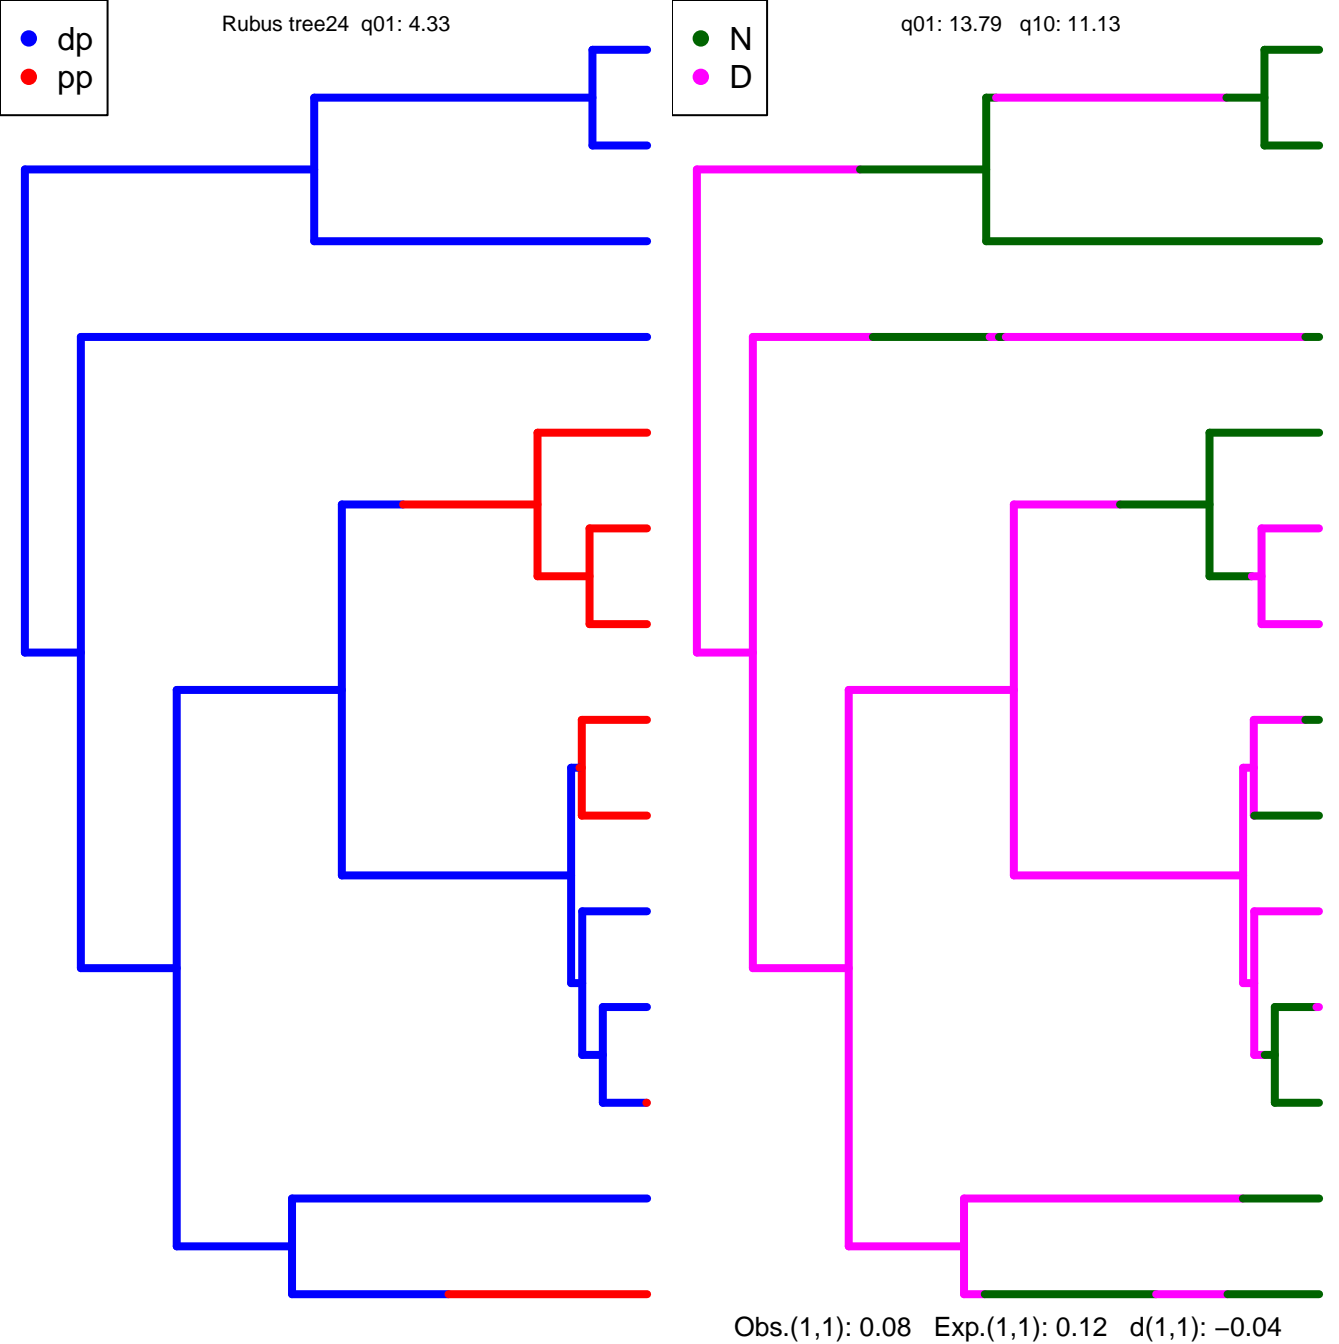 Rubus tree24 q01: 4.33
dp
pp
q01: 13.79 q10: 11.13
N
D
Obs.(1,1): 0.08 Exp.(1,1): 0.12 d(1,1): −0.04